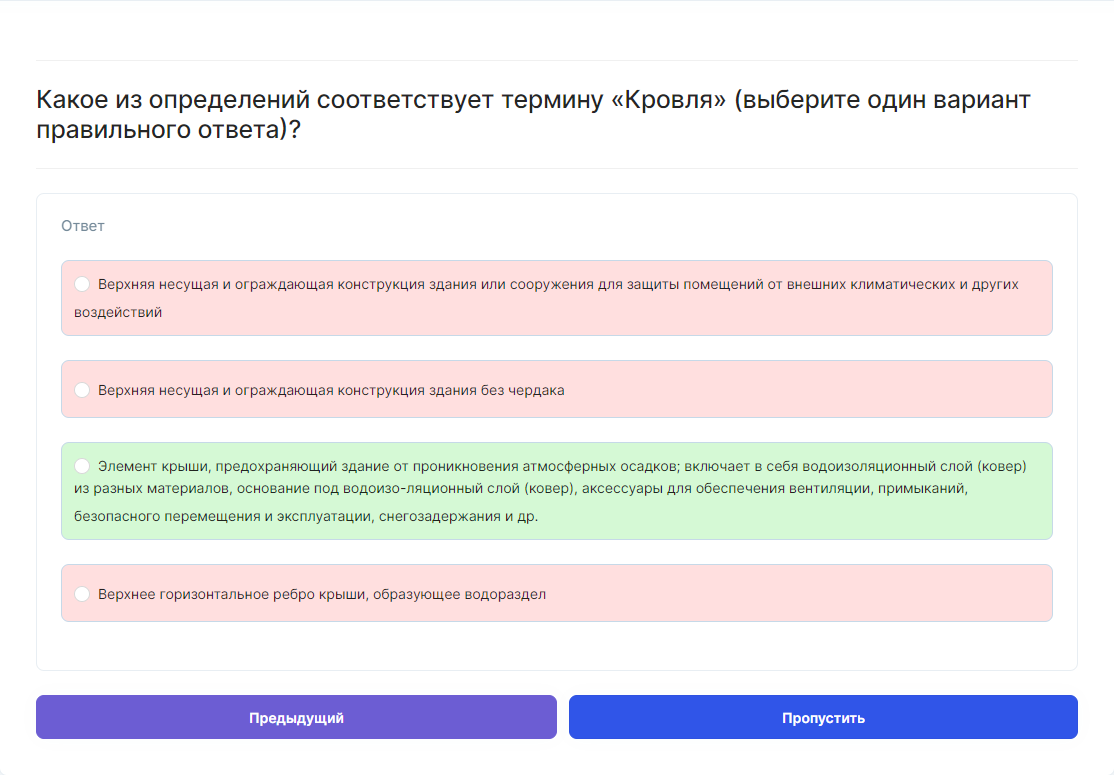 Какое из определений соответствует термину «Кровля» (выберите один вариант
правильного ответа)?
Ответ
Верхняя несущая и ограждающая конструкция здания или сооружения для защиты помещений от внешних климатических и других
воздействий
Верхняя несущая и ограждающая конструкция здания без чердака
Элемент крыши, предохраняющий здание от проникновения атмосферных осадков; включает в себя водоизоляционный слой (ковер)
из разных материалов, основание под водоизо-ляционный слой (ковер), аксессуары для обеспечения вентиляции, примыканий,
безопасного перемещения и эксплуатации, снегозадержания и др.
Верхнее горизонтальное ребро крыши, образующее водораздел
Предыдущий
Пропустить